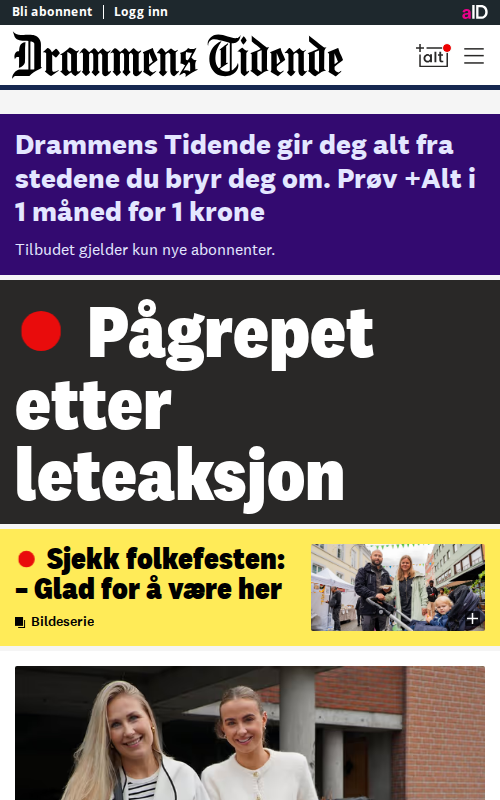 Bli abonnent | Logg inn
aID
Drammens Tidende
+alt
Drammens Tidende gir deg alt fra
stedene du bryr deg om. Prøv +Alt i
1 måned for 1 krone
Tilbudet gjelder kun nye abonnenter.
Pågrepet
etter
leteaksjon
Sjekk folkefesten:
– Glad for å være her
Bildeserie